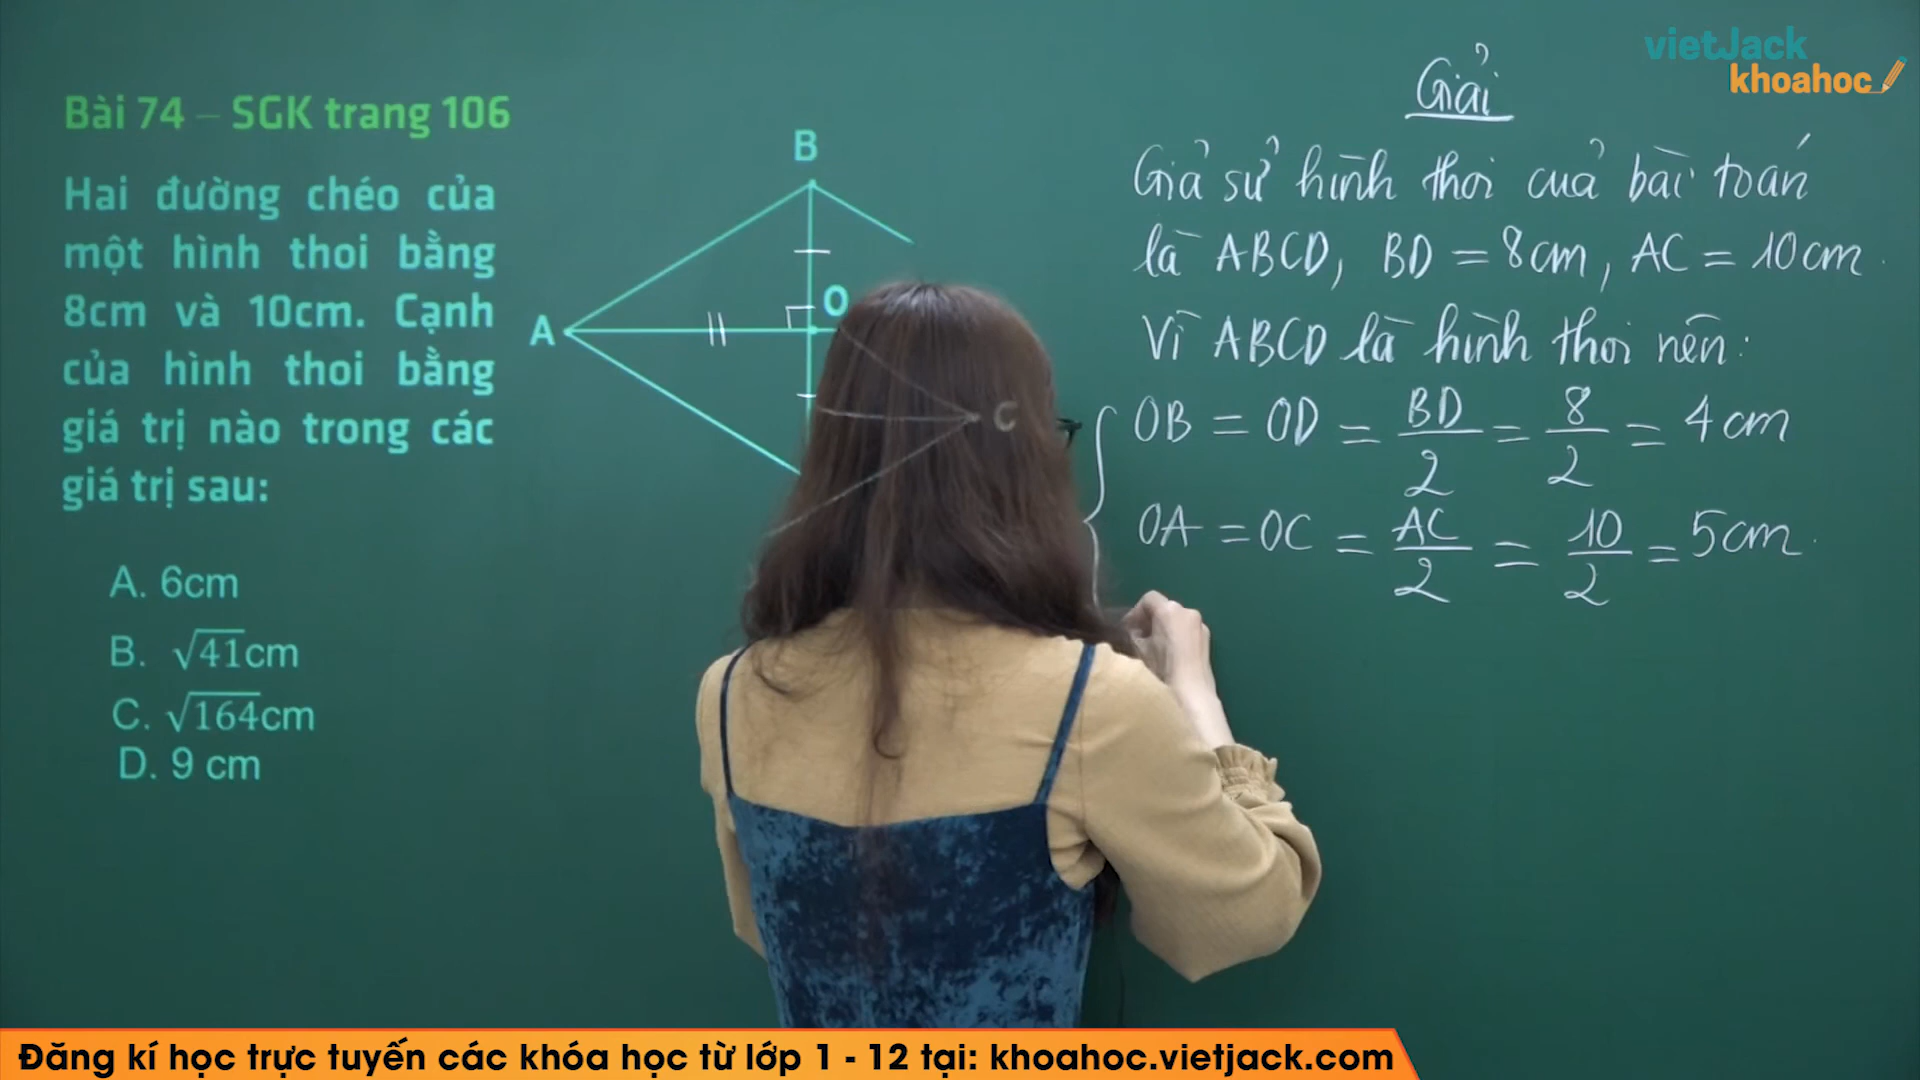 vietJack
khoahoc
Bài 74 – SGK trang 106
Hai đường chéo của
một hình thoi bằng
8cm và 10cm. Cạnh
của hình thoi bằng
giá trị nào trong các
giá trị sau:
A. 6cm
B. √41cm
C. √164cm
D. 9 cm
B
A
O
C
Giải
Giả sử hình thoi của bài toán
là ABCD, BD = 8cm, AC = 10cm.
Vì ABCD là hình thoi nên:
OB = OD = BD/2 = 8/2 = 4cm
OA = OC = AC/2 = 10/2 = 5cm.
Đăng kí học trực tuyến các khóa học từ lớp 1 - 12 tại: khoahoc.vietjack.com